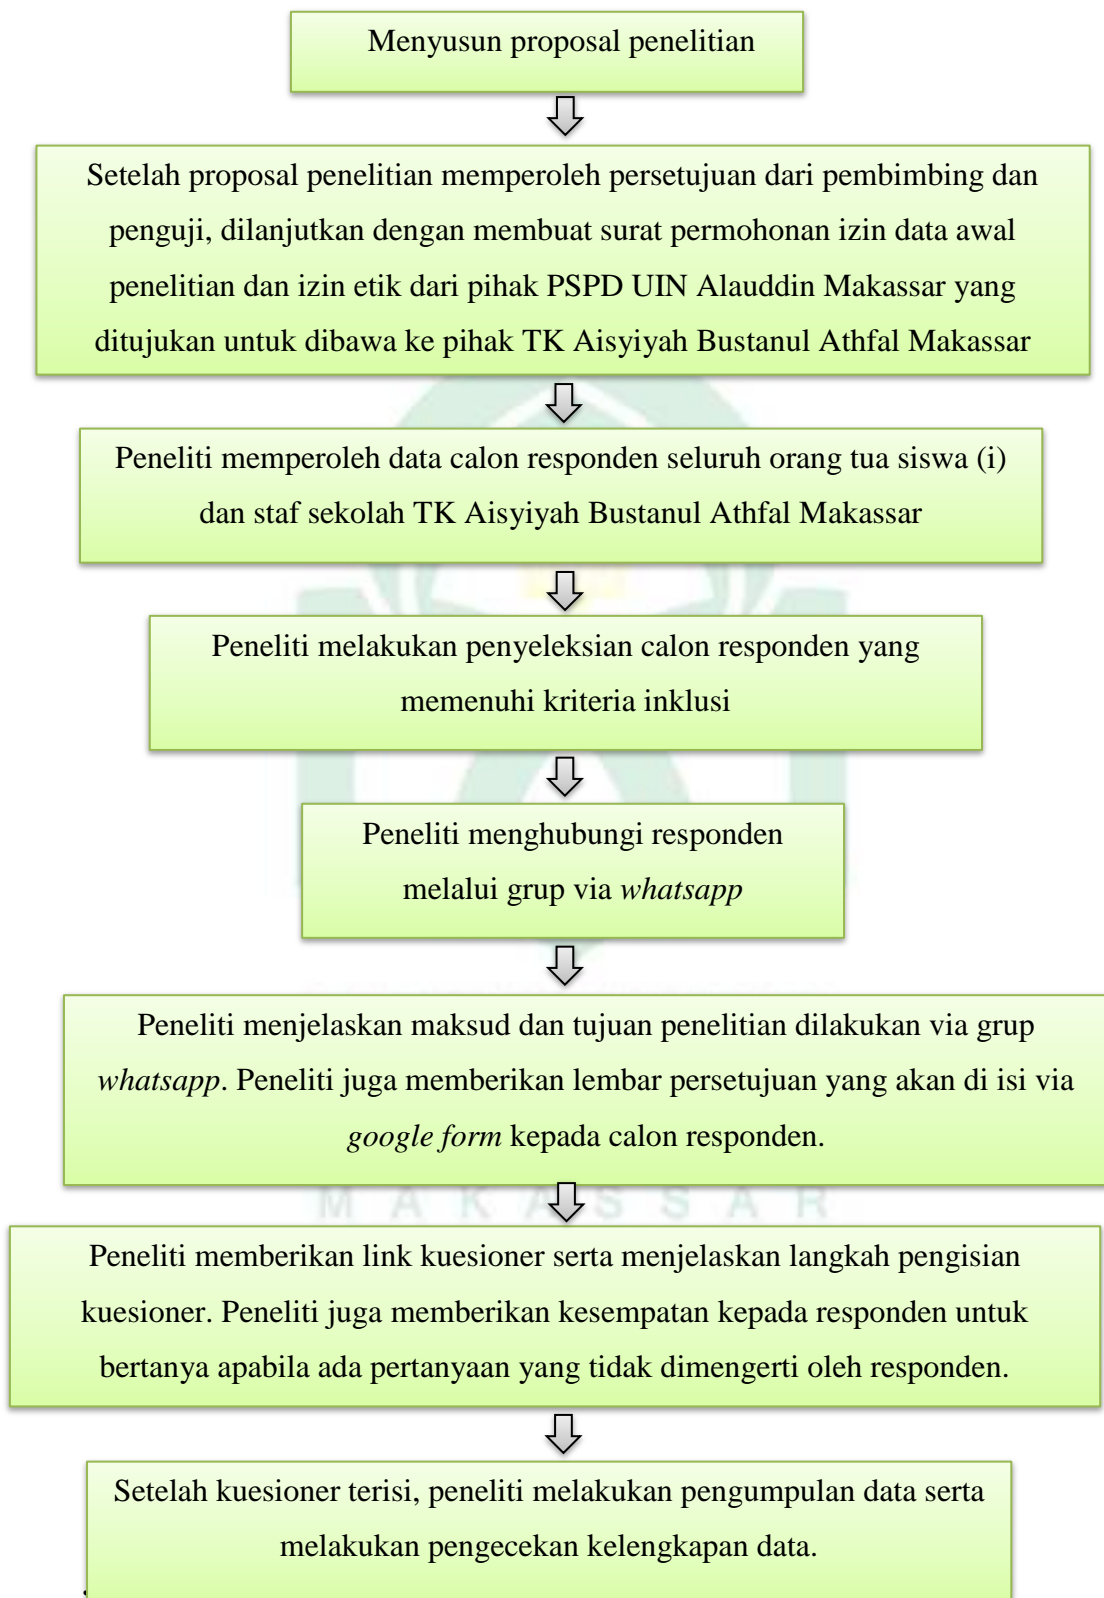 Menyusun proposal penelitian
Setelah proposal penelitian memperoleh persetujuan dari pembimbing dan
penguji, dilanjutkan dengan membuat surat permohonan izin data awal
penelitian dan izin etik dari pihak PSPD UIN Alauddin Makassar yang
ditujukan untuk dibawa ke pihak TK Aisyiyah Bustanul Athfal Makassar
Peneliti memperoleh data calon responden seluruh orang tua siswa (i)
dan staf sekolah TK Aisyiyah Bustanul Athfal Makassar
Peneliti melakukan penyeleksian calon responden yang
memenuhi kriteria inklusi
Peneliti menghubungi responden
melalui grup via whatsapp
Peneliti menjelaskan maksud dan tujuan penelitian dilakukan via grup
whatsapp. Peneliti juga memberikan lembar persetujuan yang akan di isi via
google form kepada calon responden.
MAKASSAR
Peneliti memberikan link kuesioner serta menjelaskan langkah pengisian
kuesioner. Peneliti juga memberikan kesempatan kepada responden untuk
bertanya apabila ada pertanyaan yang tidak dimengerti oleh responden.
Setelah kuesioner terisi, peneliti melakukan pengumpulan data serta
melakukan pengecekan kelengkapan data.
.